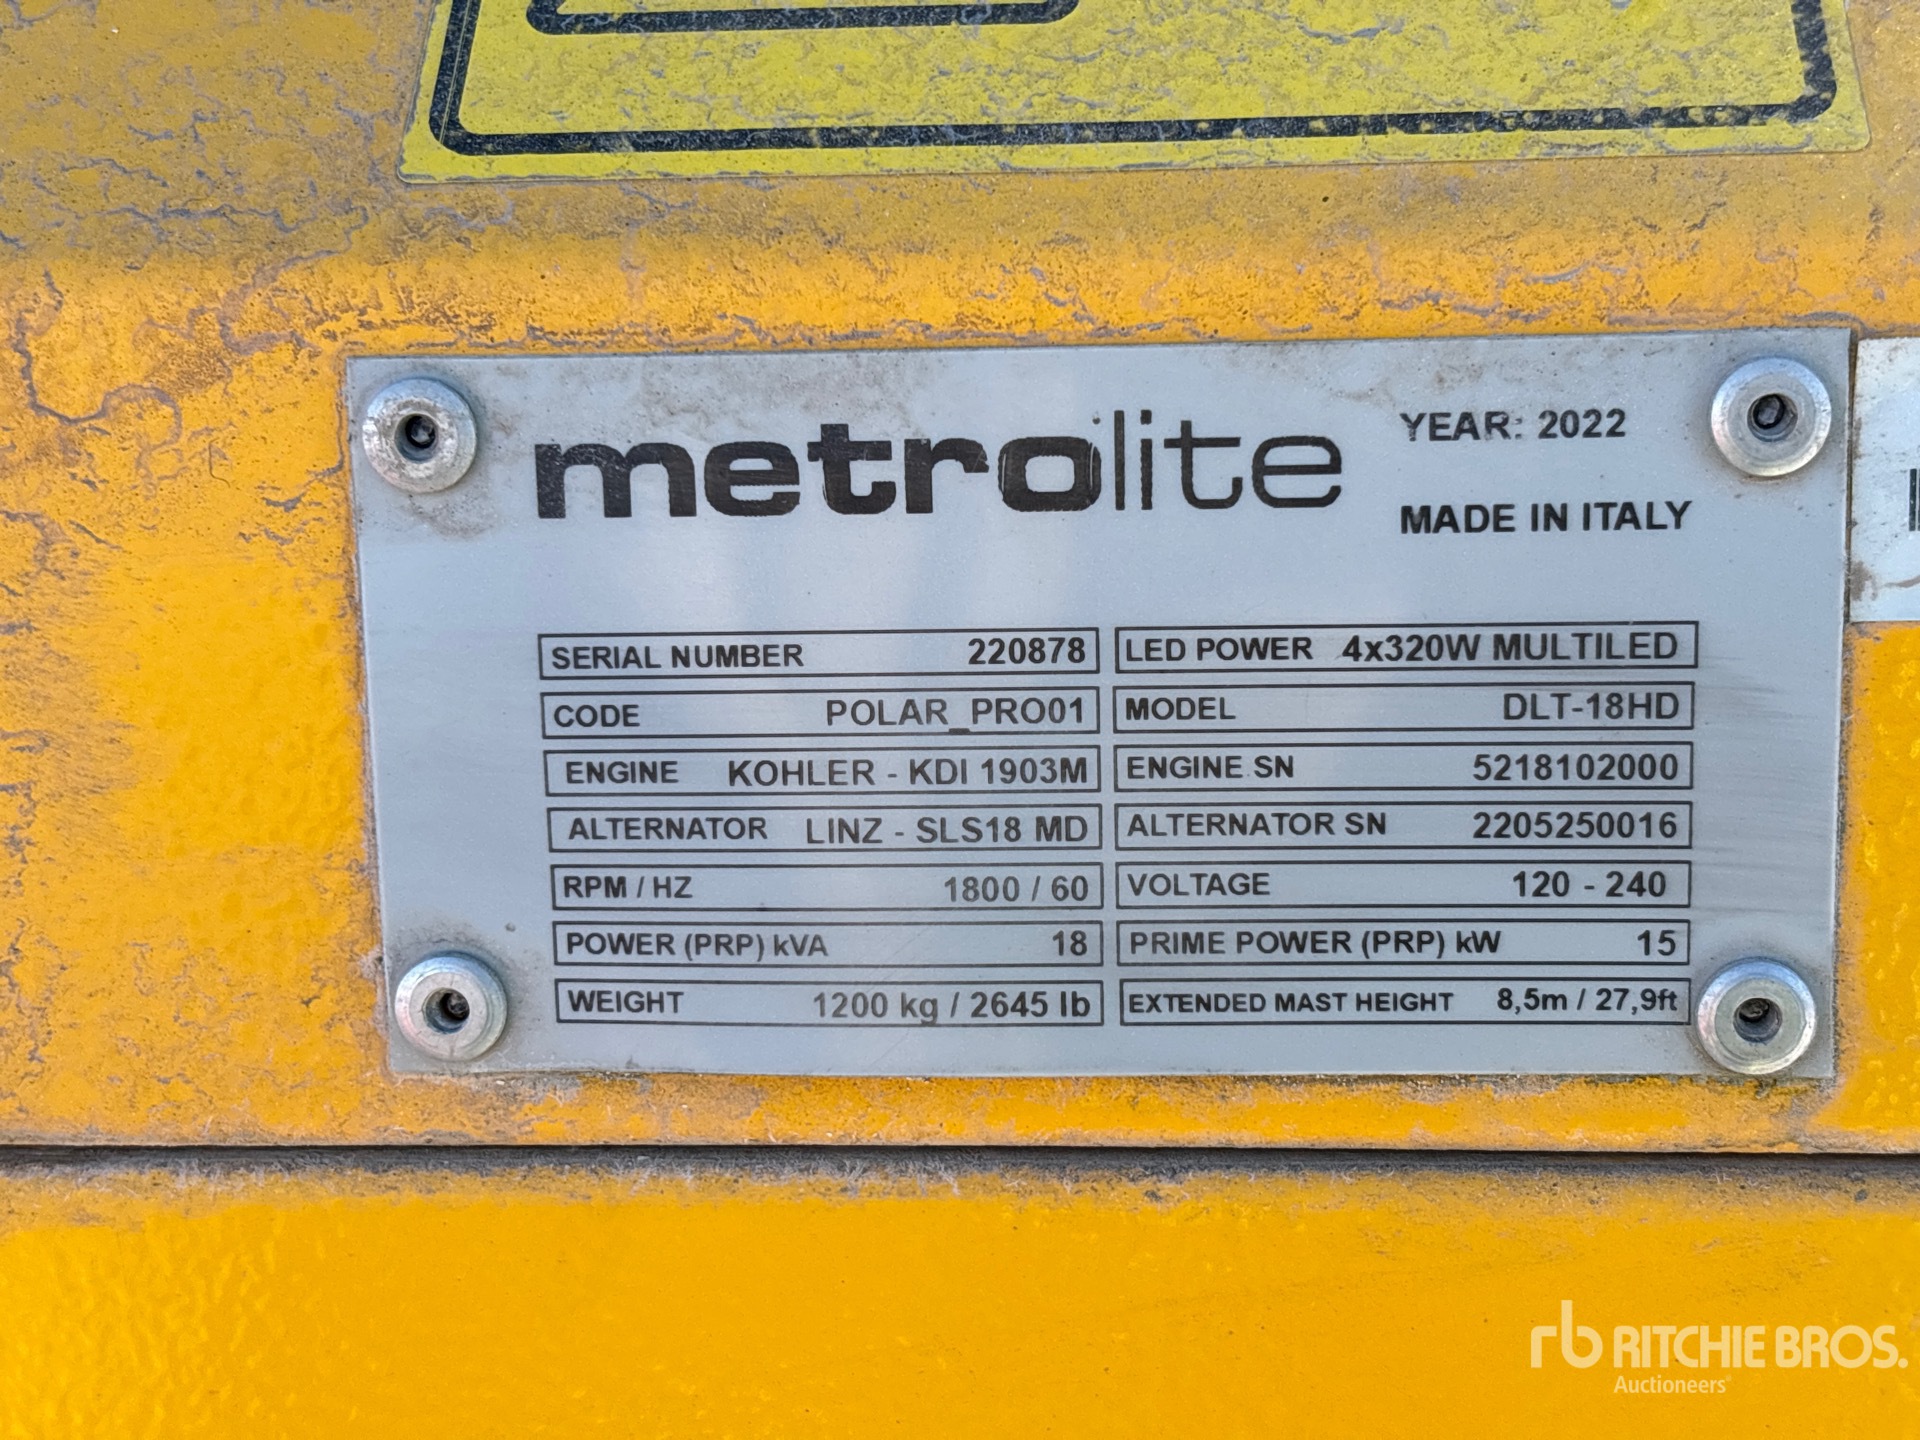 metrolite
YEAR: 2022
MADE IN ITALY
SERIAL NUMBER 220878
LED POWER 4x320W MULTILED
CODE POLAR_PRO01
MODEL DLT-18HD
ENGINE KOHLER - KDI 1903M
ENGINE SN 5218102000
ALTERNATOR LINZ - SLS18 MD
ALTERNATOR SN 2205250016
RPM / HZ 1800 / 60
VOLTAGE 120 - 240
POWER (PRP) kVA 18
PRIME POWER (PRP) kW 15
WEIGHT 1200 kg / 2645 lb
EXTENDED MAST HEIGHT 8,5m / 27,9ft
rb RITCHIE BROS.
Auctioneers